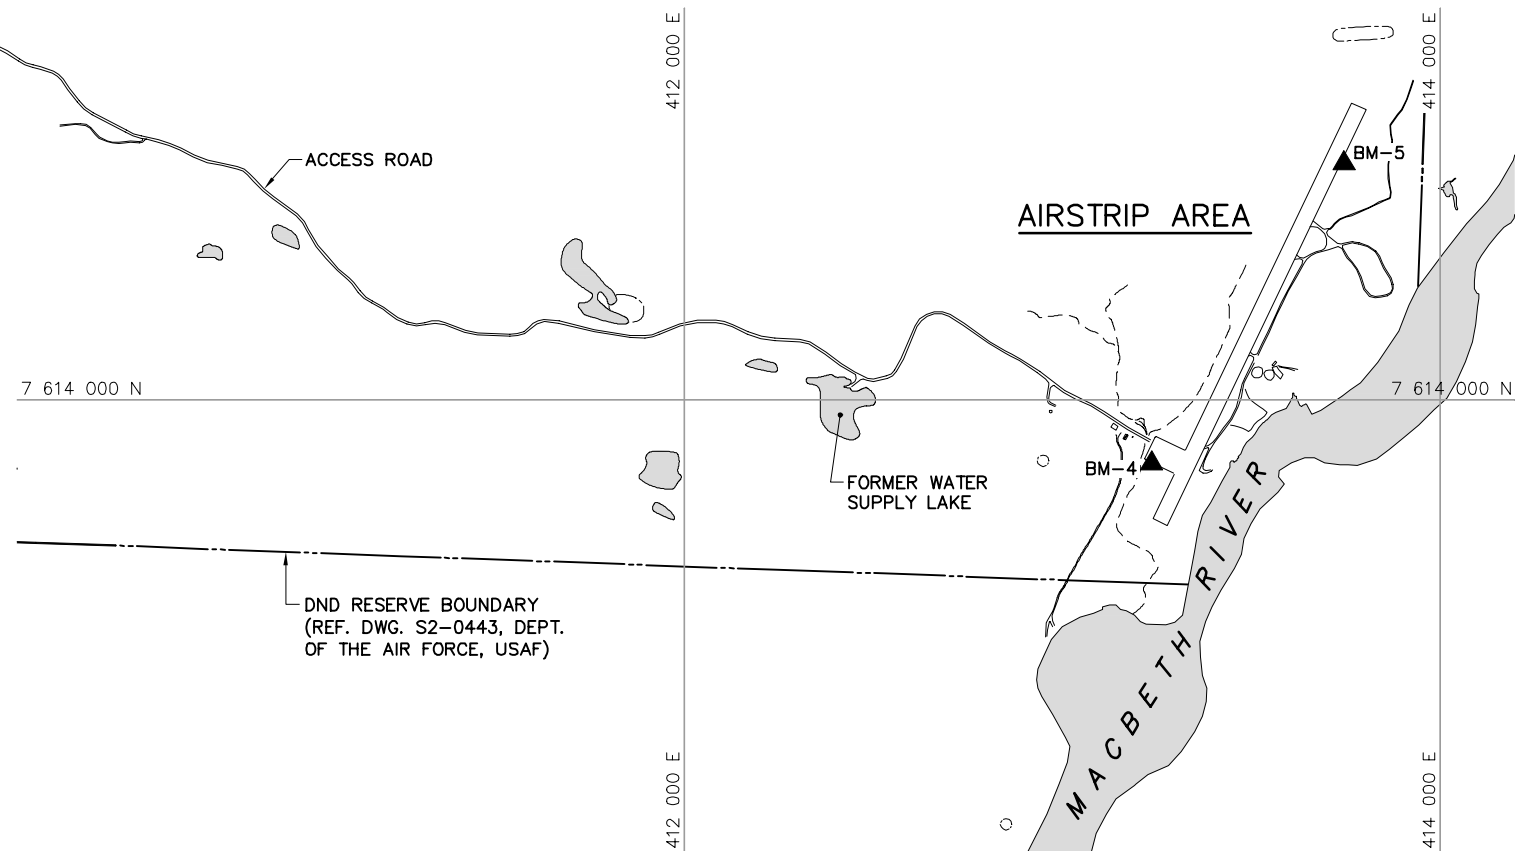 412 000 E
414 000 E
ACCESS ROAD
BM-5
AIRSTRIP AREA
7 614 000 N
7 614 000 N
BM-4
FORMER WATER
SUPPLY LAKE
MACBETH RIVER
DND RESERVE BOUNDARY
(REF. DWG. S2-0443, DEPT.
OF THE AIR FORCE, USAF)
412 000 E
414 000 E